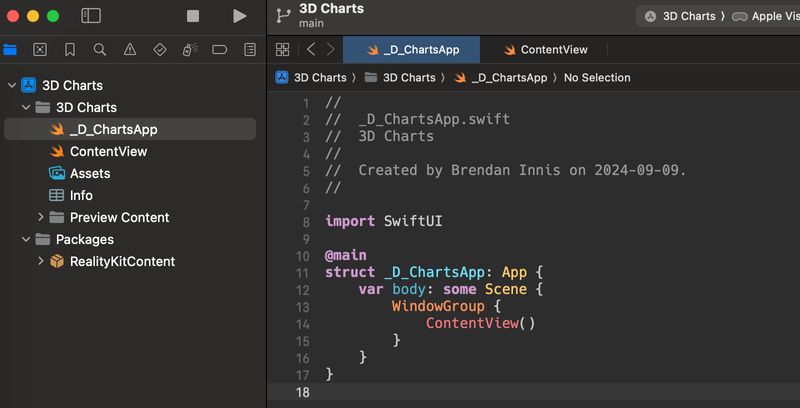 3D Charts
main
3D Charts 〉 Apple Vis
_D_ChartsApp
ContentView
3D Charts 〉 3D Charts 〉 _D_ChartsApp 〉 No Selection
3D Charts
3D Charts
_D_ChartsApp
ContentView
Assets
Info
Preview Content
Packages
RealityKitContent
1 //
2 //  _D_ChartsApp.swift
3 //  3D Charts
4 //
5 //  Created by Brendan Innis on 2024-09-09.
6 //
7
8 import SwiftUI
9
10 @main
11 struct _D_ChartsApp: App {
12     var body: some Scene {
13         WindowGroup {
14             ContentView()
15         }
16     }
17 }
18